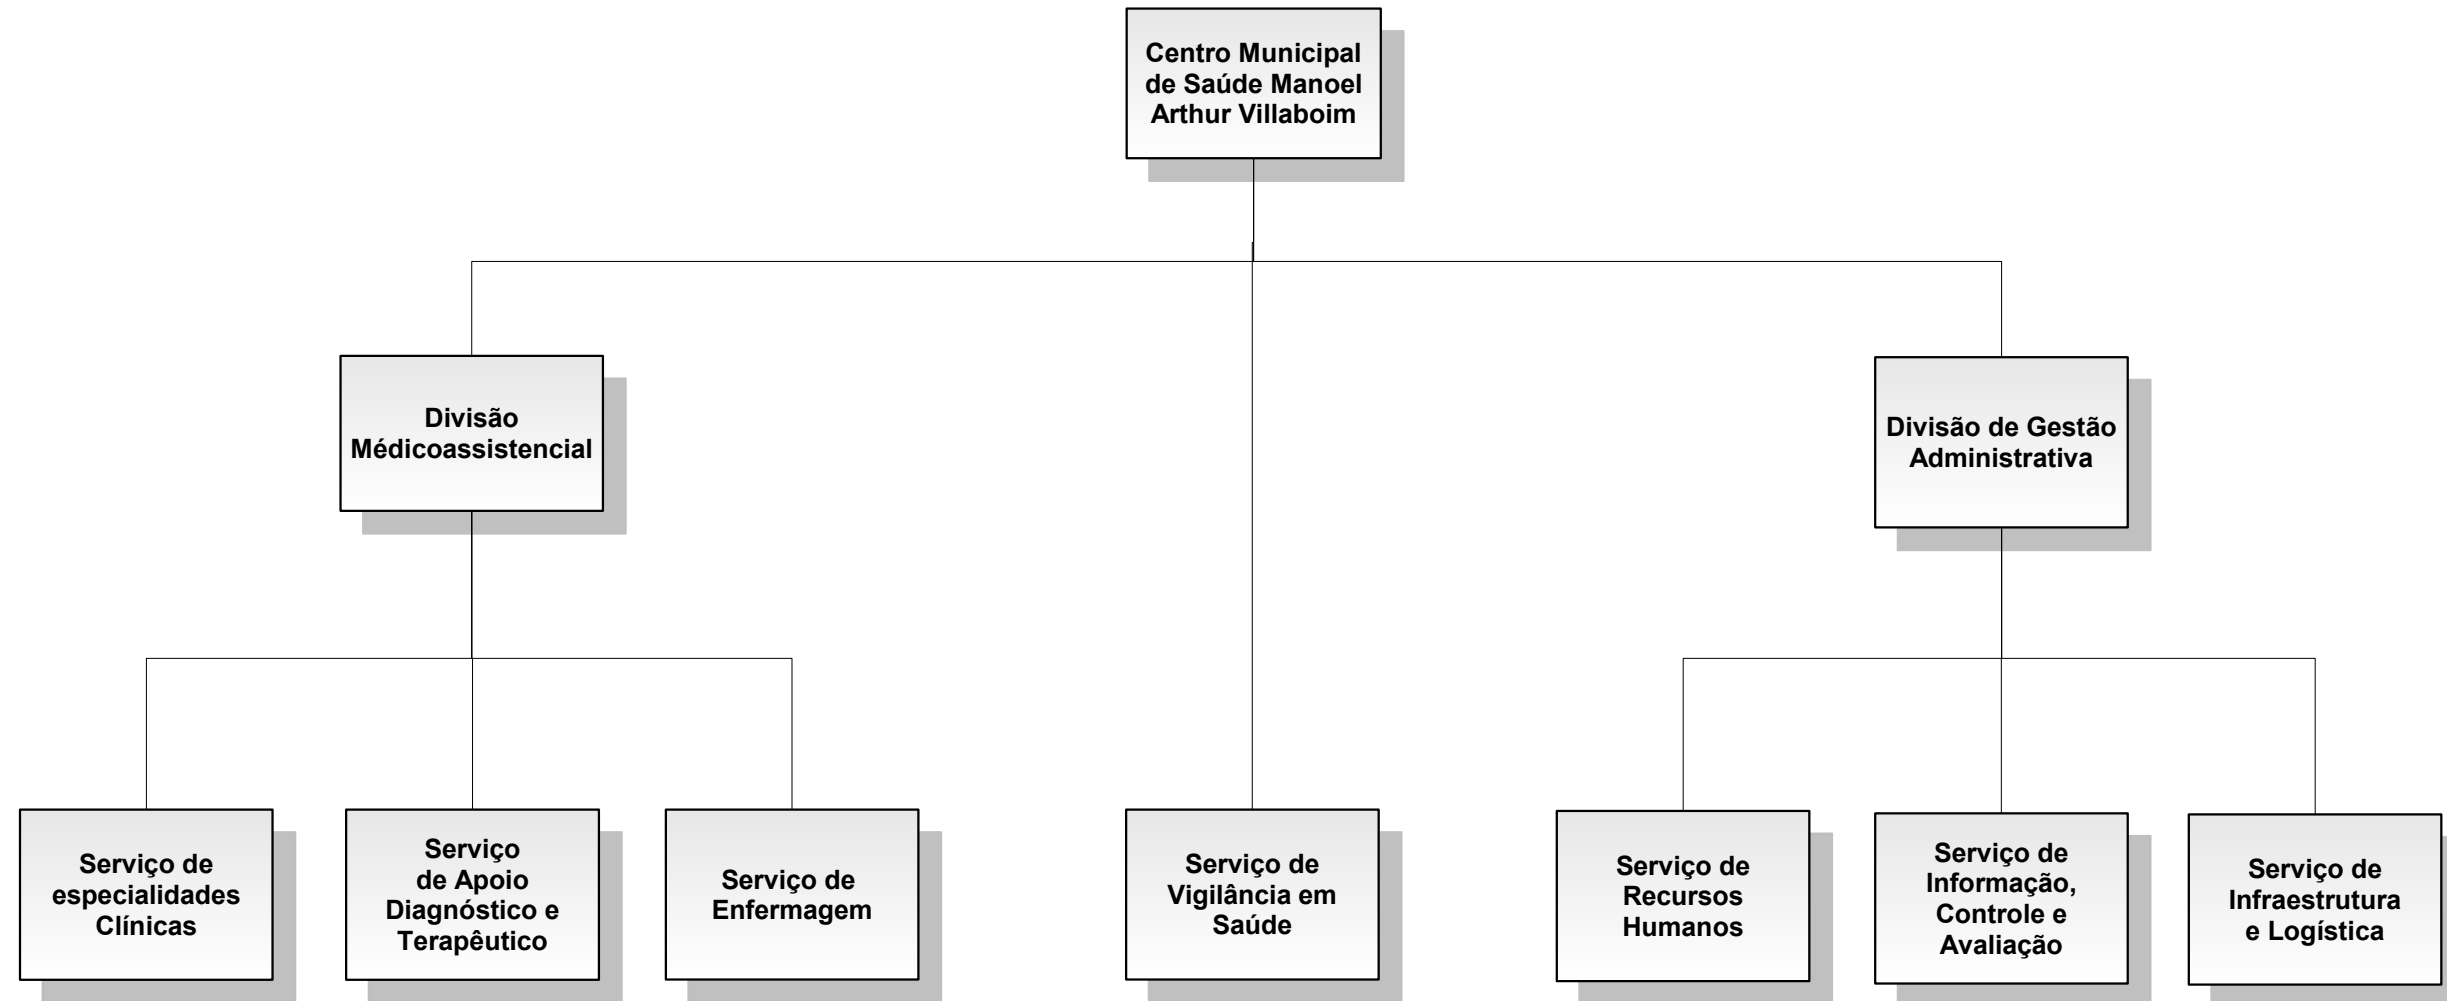 Centro Municipal
de Saúde Manoel
Arthur Villaboim
Divisão
Médicoassistencial
Divisão de Gestão
Administrativa
Serviço de
especialidades
Clínicas
Serviço
de Apoio
Diagnóstico e
Terapêutico
Serviço de
Enfermagem
Serviço de
Vigilância em
Saúde
Serviço de
Recursos
Humanos
Serviço de
Informação,
Controle e
Avaliação
Serviço de
Infraestrutura
e Logística